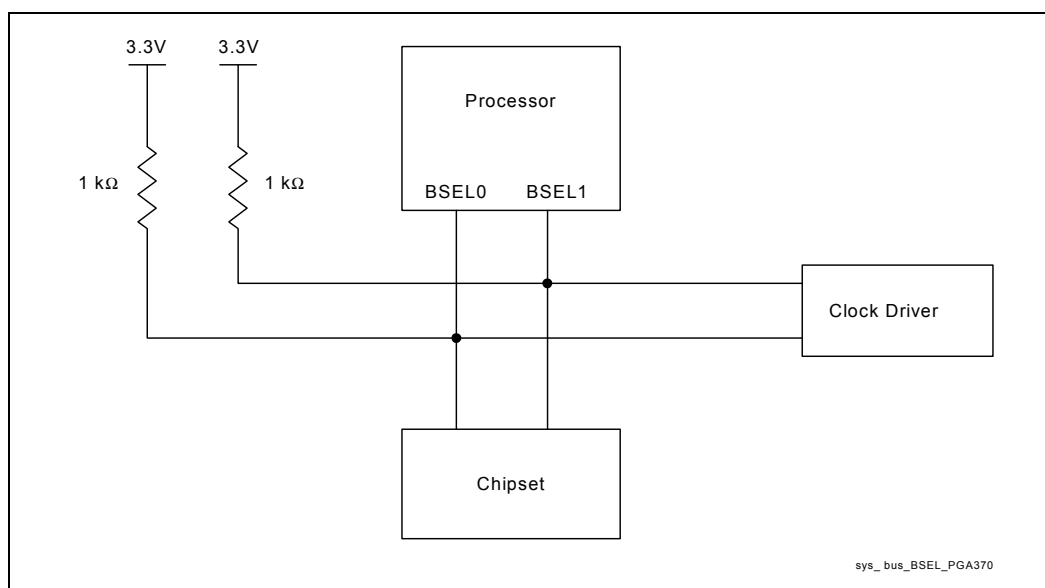 3.3V 3.3V
Processor
1 kΩ 1 kΩ
BSEL0 BSEL1
Clock Driver
Chipset
sys_ bus_BSEL_PGA370